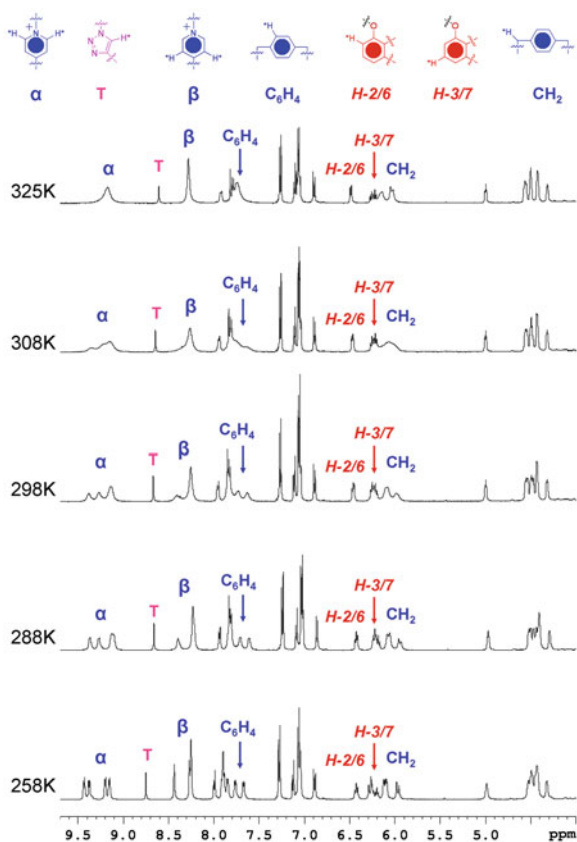 +N N+ O O
*H H* N N N H* *H H* *H *H *H *H
α T β C₆H₄ H-2/6 H-3/7 CH₂
325K α T β C₆H₄ H-2/6 H-3/7 CH₂
308K α T β C₆H₄ H-2/6 H-3/7 CH₂
298K α T β C₆H₄ H-2/6 H-3/7 CH₂
288K α T β C₆H₄ H-2/6 H-3/7 CH₂
258K α T β C₆H₄ H-2/6 H-3/7 CH₂
9.5 9.0 8.5 8.0 7.5 7.0 6.5 6.0 5.5 5.0 ppm